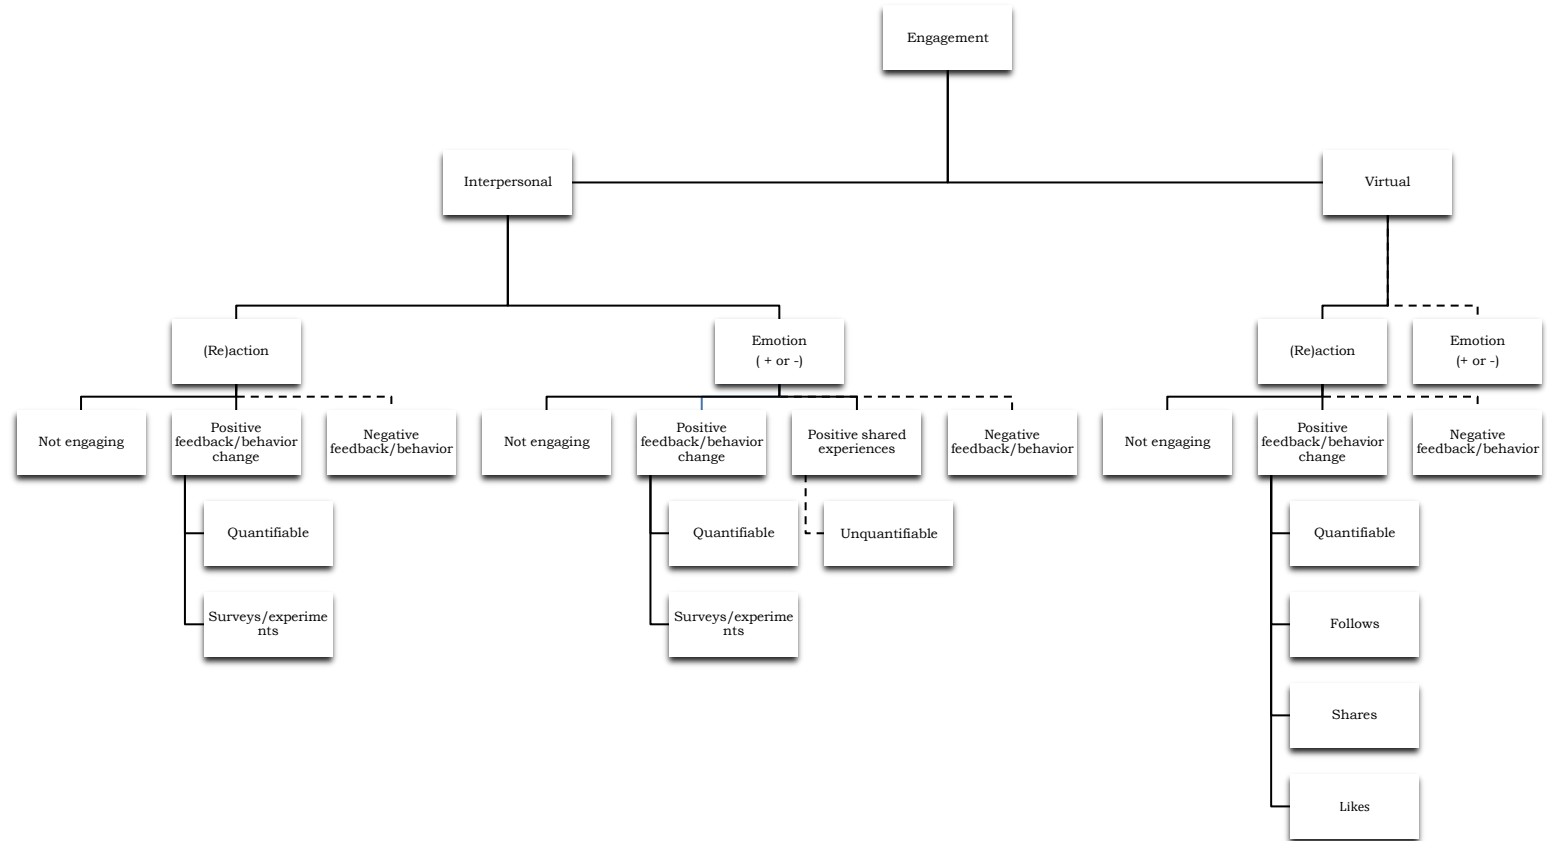 Engagement
Interpersonal
Virtual
(Re)action
Emotion
( + or -)
(Re)action
Emotion
(+ or -)
Not engaging
Positive
feedback/behavior
change
Negative
feedback/behavior
Not engaging
Positive
feedback/behavior
change
Positive shared
experiences
Negative
feedback/behavior
Not engaging
Positive
feedback/behavior
change
Negative
feedback/behavior
Quantifiable
Quantifiable
Unquantifiable
Quantifiable
Surveys/experime
nts
Surveys/experime
nts
Follows
Shares
Likes